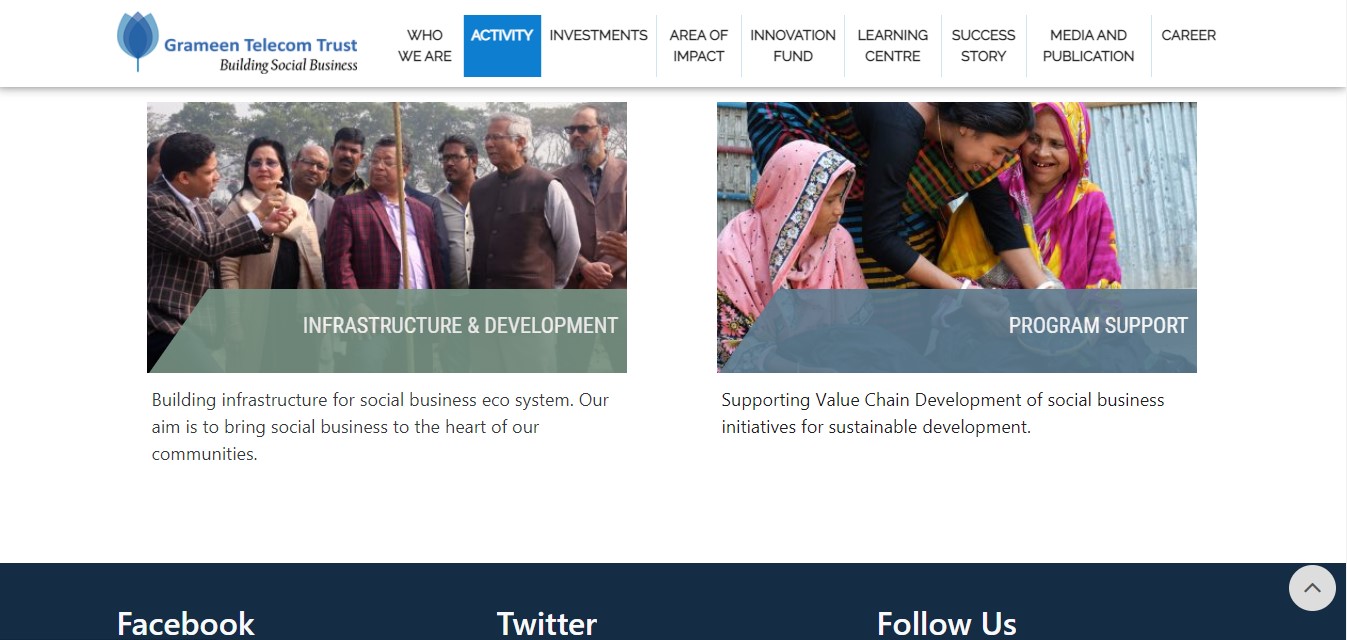 Grameen Telecom Trust
Building Social Business
WHO
WE ARE
ACTIVITY
INVESTMENTS
AREA OF
IMPACT
INNOVATION
FUND
LEARNING
CENTRE
SUCCESS
STORY
MEDIA AND
PUBLICATION
CAREER
INFRASTRUCTURE & DEVELOPMENT
Building infrastructure for social business eco system. Our
aim is to bring social business to the heart of our
communities.
PROGRAM SUPPORT
Supporting Value Chain Development of social business
initiatives for sustainable development.
Facebook
Twitter
Follow Us